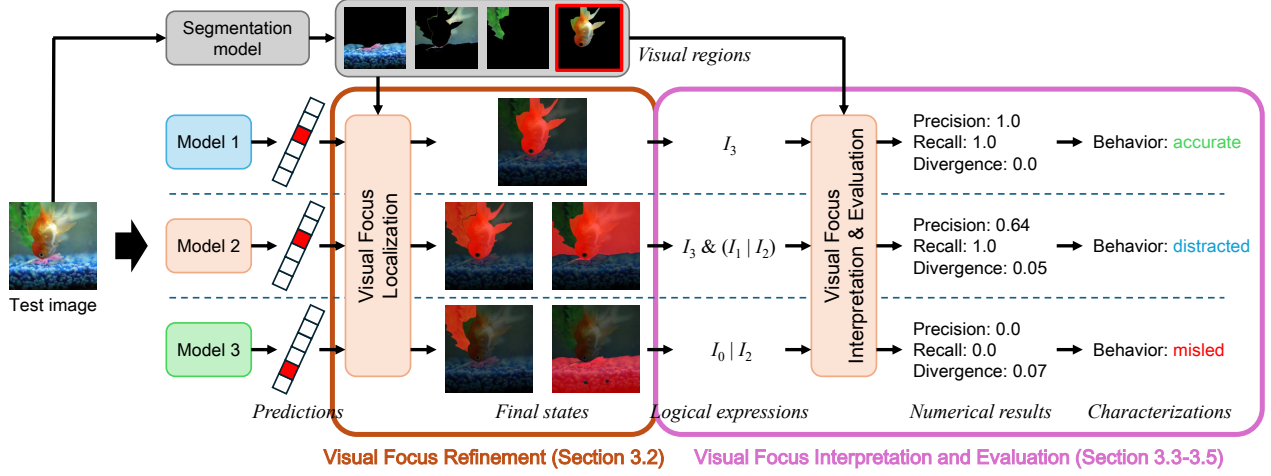 Segmentation
model
Visual regions
Model 1
Visual Focus
Localization
I3
Visual Focus
Interpretation & Evaluation
Precision: 1.0
Recall: 1.0
Divergence: 0.0
Behavior: accurate
Test image
Model 2
I3 & (I1 | I2)
Precision: 0.64
Recall: 1.0
Divergence: 0.05
Behavior: distracted
Model 3
I0 | I2
Precision: 0.0
Recall: 0.0
Divergence: 0.07
Behavior: misled
Predictions
Final states
Logical expressions
Numerical results
Characterizations
Visual Focus Refinement (Section 3.2)
Visual Focus Interpretation and Evaluation (Section 3.3-3.5)